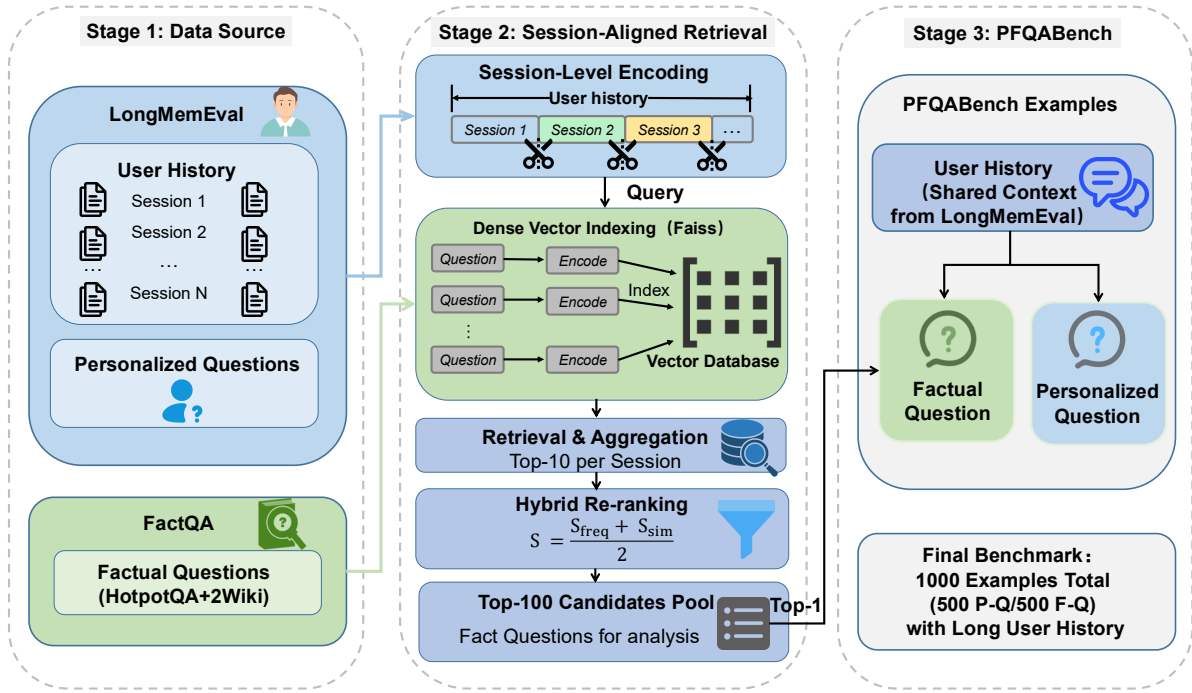 Stage 1: Data Source
LongMemEval
User History
Session 1
Session 2
... ... ...
Session N
Personalized Questions
?
FactQA
?
Factual Questions
(HotpotQA+2Wiki)
Stage 2: Session-Aligned Retrieval
Session-Level Encoding
User history
Session 1 Session 2 Session 3 ...
Query
Dense Vector Indexing（Faiss）
Question Encode
Question Encode Index
⋮
Question Encode
Vector Database
Retrieval & Aggregation
Top-10 per Session
Hybrid Re-ranking
S = (S_freq + S_sim) / 2
Top-100 Candidates Pool
Fact Questions for analysis
Top-1
Stage 3: PFQABench
PFQABench Examples
User History
（Shared Context
from LongMemEval）
?
Factual
Question
?
Personalized
Question
Final Benchmark：
1000 Examples Total
(500 P-Q/500 F-Q)
with Long User History